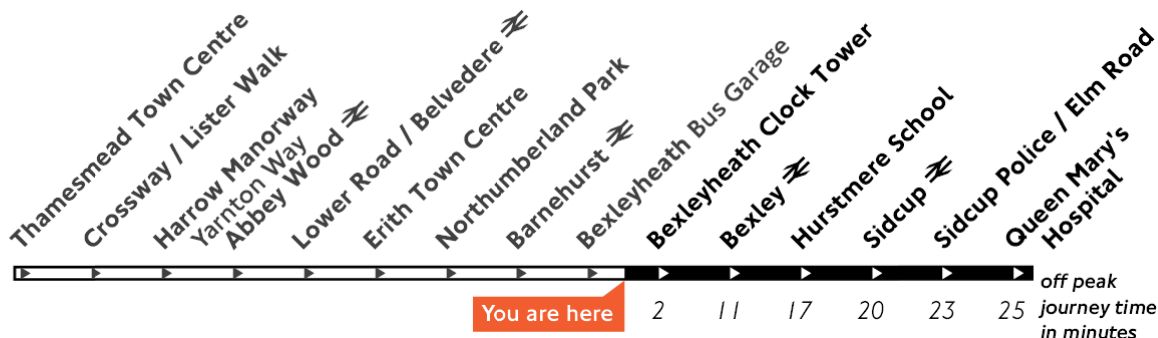 Thamesmead Town Centre
Crossway / Lister Walk
Harrow Manorway
Yarnton Way
Abbey Wood
Lower Road / Belvedere
Erith Town Centre
Northumberland Park
Barnehurst
Bexleyheath Bus Garage
Bexleyheath Clock Tower
Bexley
Hurstmere School
Sidcup
Sidcup Police / Elm Road
Queen Mary's
Hospital
You are here
2 11 17 20 23 25
off peak
journey time
in minutes